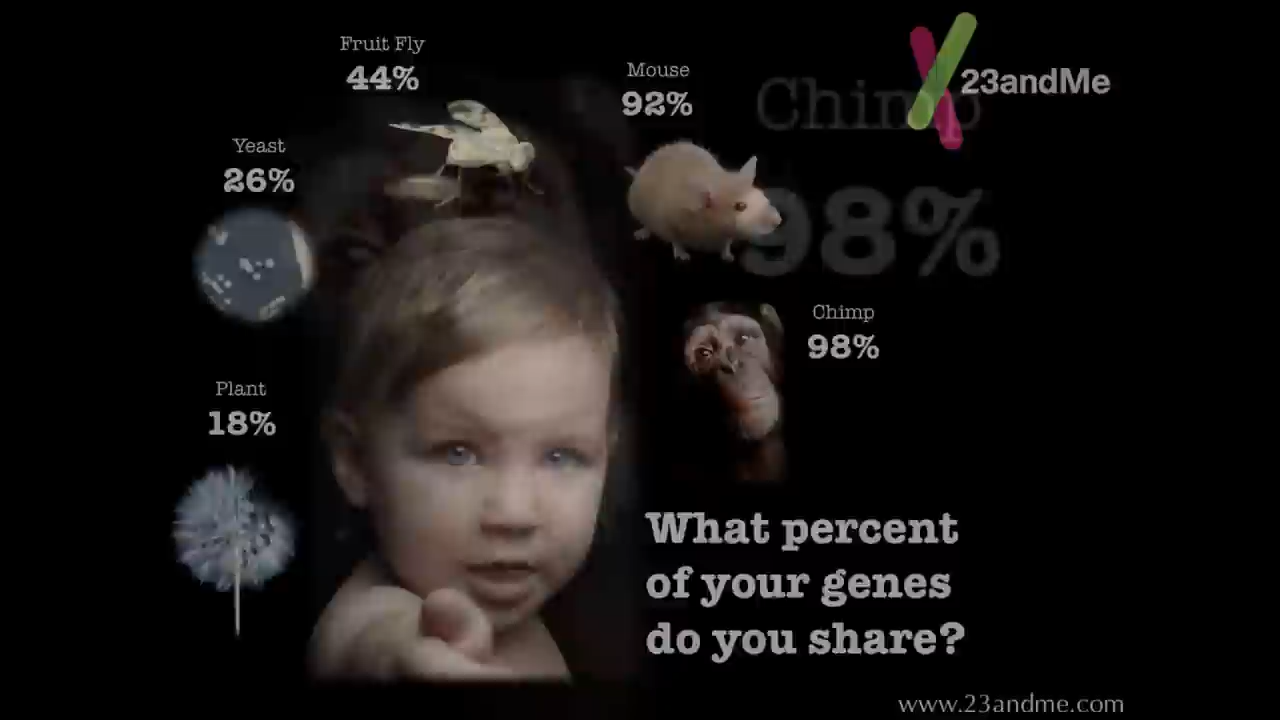 Fruit Fly
44%
Mouse
92%
Chimp
98%
23andMe
Yeast
26%
Chimp
98%
Plant
18%
What percent
of your genes
do you share?
www.23andme.com